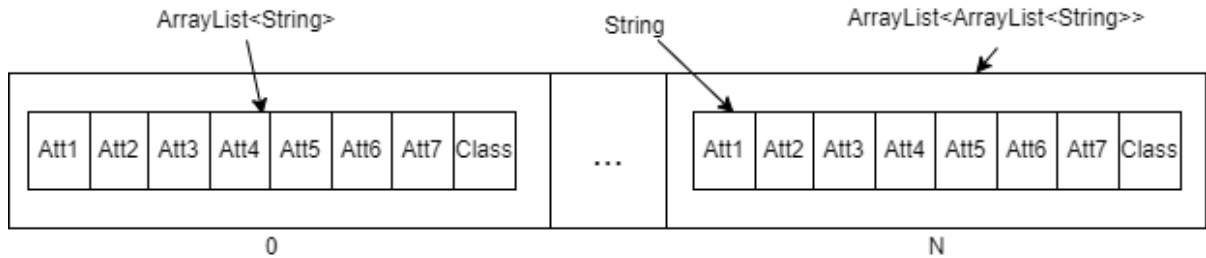 ArrayList<String>
String
ArrayList<ArrayList<String>>
Att1 Att2 Att3 Att4 Att5 Att6 Att7 Class ... Att1 Att2 Att3 Att4 Att5 Att6 Att7 Class
0 N